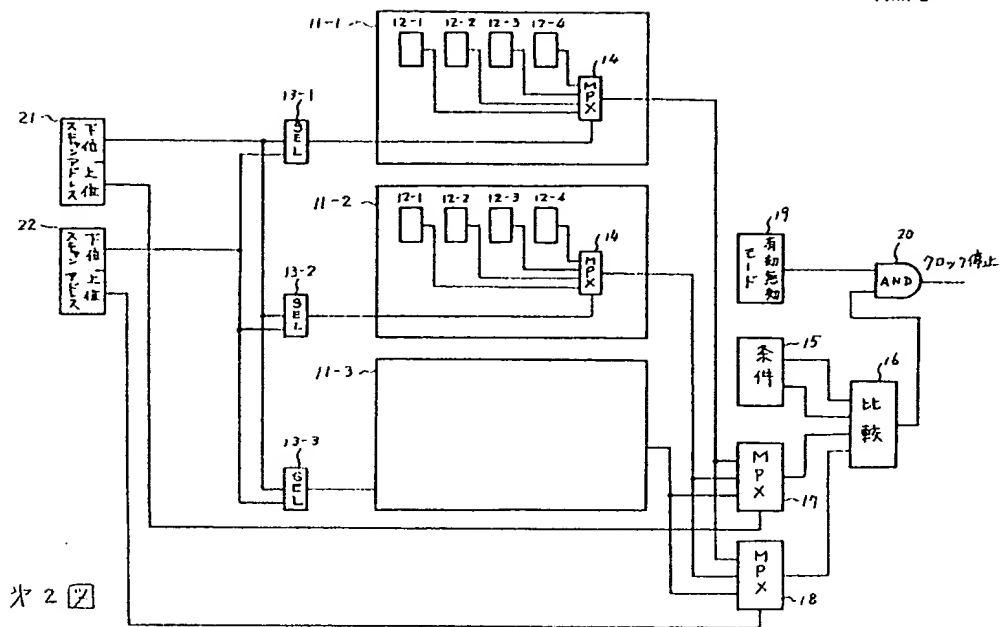 11-1
12-1 12-2 12-3 12-4
14
MPX
13-1
SEL
21
スキャンアドレス
下位
上位
11-2
12-1 12-2 12-3 12-4
14
MPX
22
スキャンアドレス
下位
上位
13-2
SEL
19
有効無効
モード
20
AND
クロック停止
11-3
15
条件
16
比較
13-3
SEL
MPX
17
MPX
18
第2図